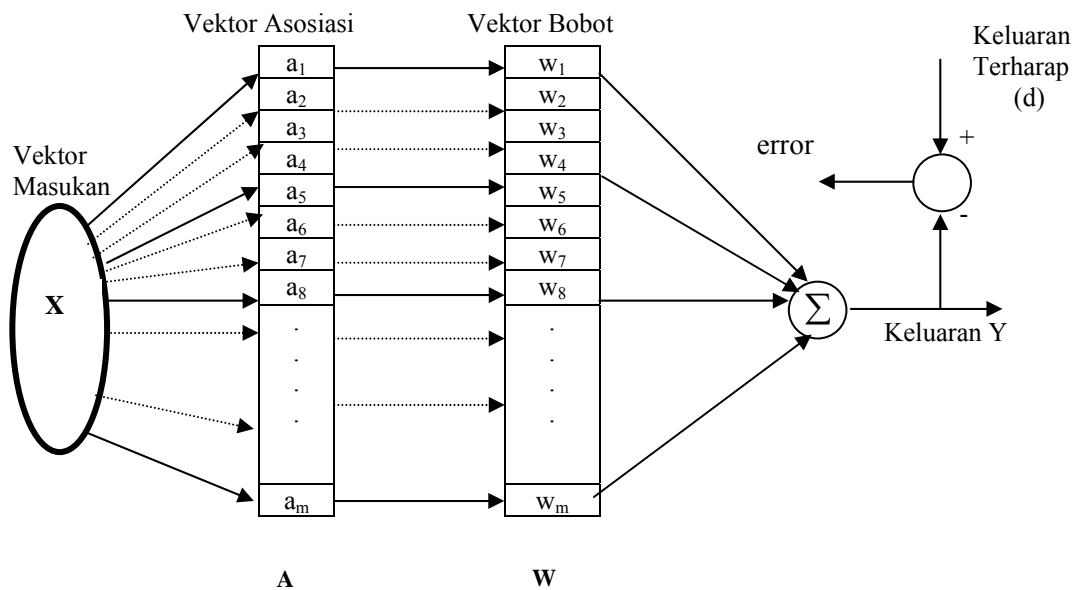 Vektor Asosiasi
Vektor Bobot
Keluaran
Terharap
(d)
Vektor
Masukan
X
a1
a2
a3
a4
a5
a6
a7
a8
.
.
.
.
am
w1
w2
w3
w4
w5
w6
w7
w8
.
.
.
.
wm
error
+
-
Σ
Keluaran Y
A
W